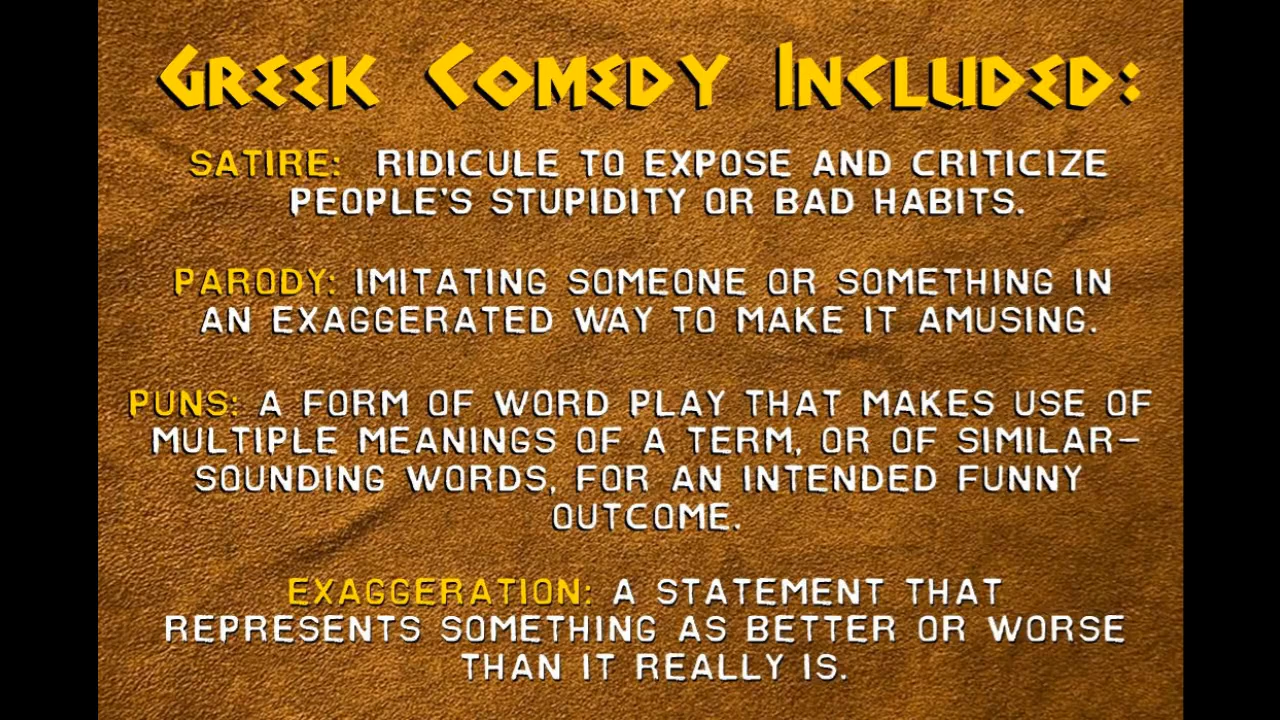 GREEK COMEDY INCLUDED:
SATIRE: RIDICULE TO EXPOSE AND CRITICIZE
PEOPLE'S STUPIDITY OR BAD HABITS.
PARODY: IMITATING SOMEONE OR SOMETHING IN
AN EXAGGERATED WAY TO MAKE IT AMUSING.
PUNS: A FORM OF WORD PLAY THAT MAKES USE OF
MULTIPLE MEANINGS OF A TERM, OR OF SIMILAR-
SOUNDING WORDS, FOR AN INTENDED FUNNY
OUTCOME.
EXAGGERATION: A STATEMENT THAT
REPRESENTS SOMETHING AS BETTER OR WORSE
THAN IT REALLY IS.